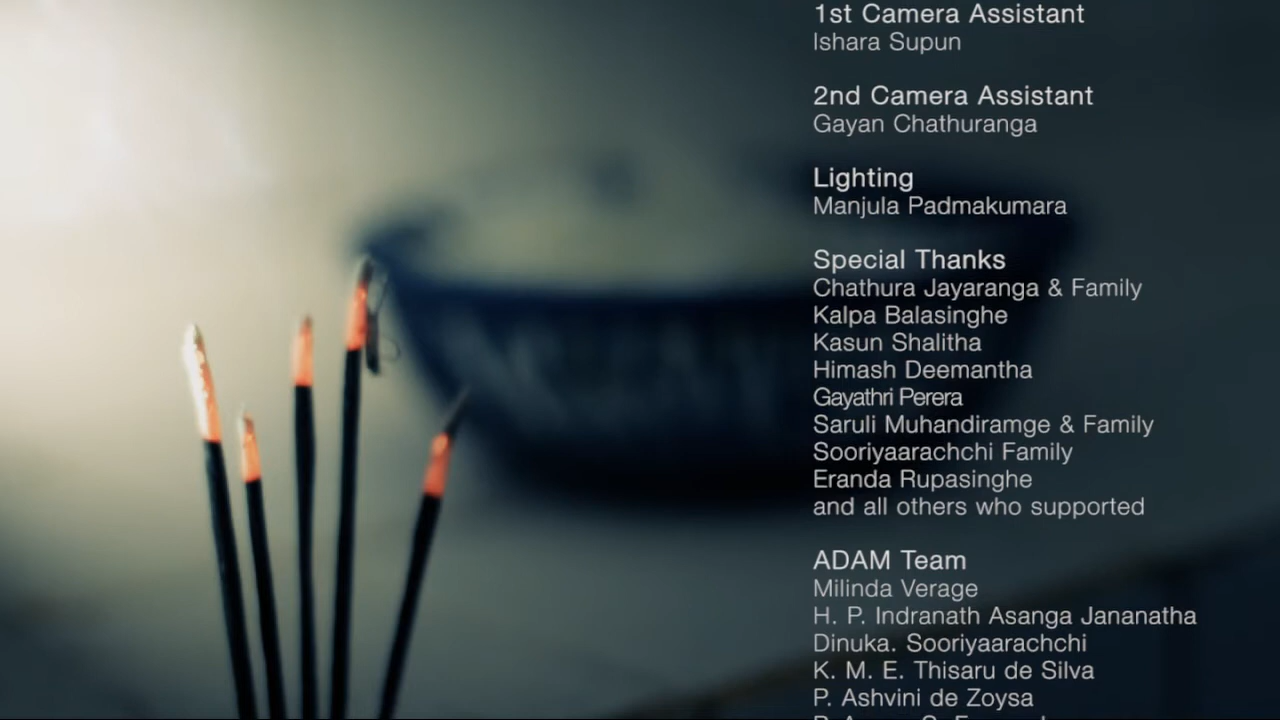 1st Camera Assistant
Ishara Supun
2nd Camera Assistant
Gayan Chathuranga
Lighting
Manjula Padmakumara
Special Thanks
Chathura Jayaranga & Family
Kalpa Balasinghe
Kasun Shalitha
Himash Deemantha
Gayathri Perera
Saruli Muhandiramge & Family
Sooriyaarachchi Family
Eranda Rupasinghe
and all others who supported
ADAM Team
Milinda Verage
H. P. Indranath Asanga Jananatha
Dinuka. Sooriyaarachchi
K. M. E. Thisaru de Silva
P. Ashvini de Zoysa